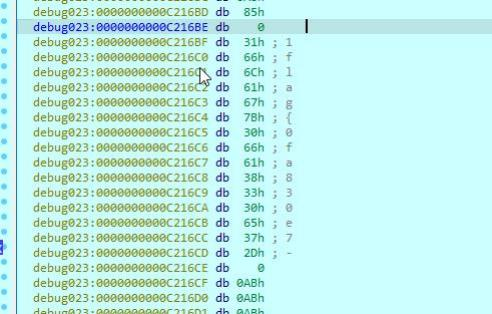 debug023:0000000000C216BD db 85h
debug023:0000000000C216BE db 0
debug023:0000000000C216BF db 31h ; 1
debug023:0000000000C216C0 db 66h ; f
debug023:0000000000C216C1 db 6Ch ; l
debug023:0000000000C216C2 db 61h ; a
debug023:0000000000C216C3 db 67h ; g
debug023:0000000000C216C4 db 7Bh ; {
debug023:0000000000C216C5 db 30h ; 0
debug023:0000000000C216C6 db 66h ; f
debug023:0000000000C216C7 db 61h ; a
debug023:0000000000C216C8 db 38h ; 8
debug023:0000000000C216C9 db 33h ; 3
debug023:0000000000C216CA db 30h ; 0
debug023:0000000000C216CB db 65h ; e
debug023:0000000000C216CC db 37h ; 7
debug023:0000000000C216CD db 2Dh ; -
debug023:0000000000C216CE db 0
debug023:0000000000C216CF db 0ABh
debug023:0000000000C216D0 db 0ABh
debug023:0000000000C216D1 db 0ABh